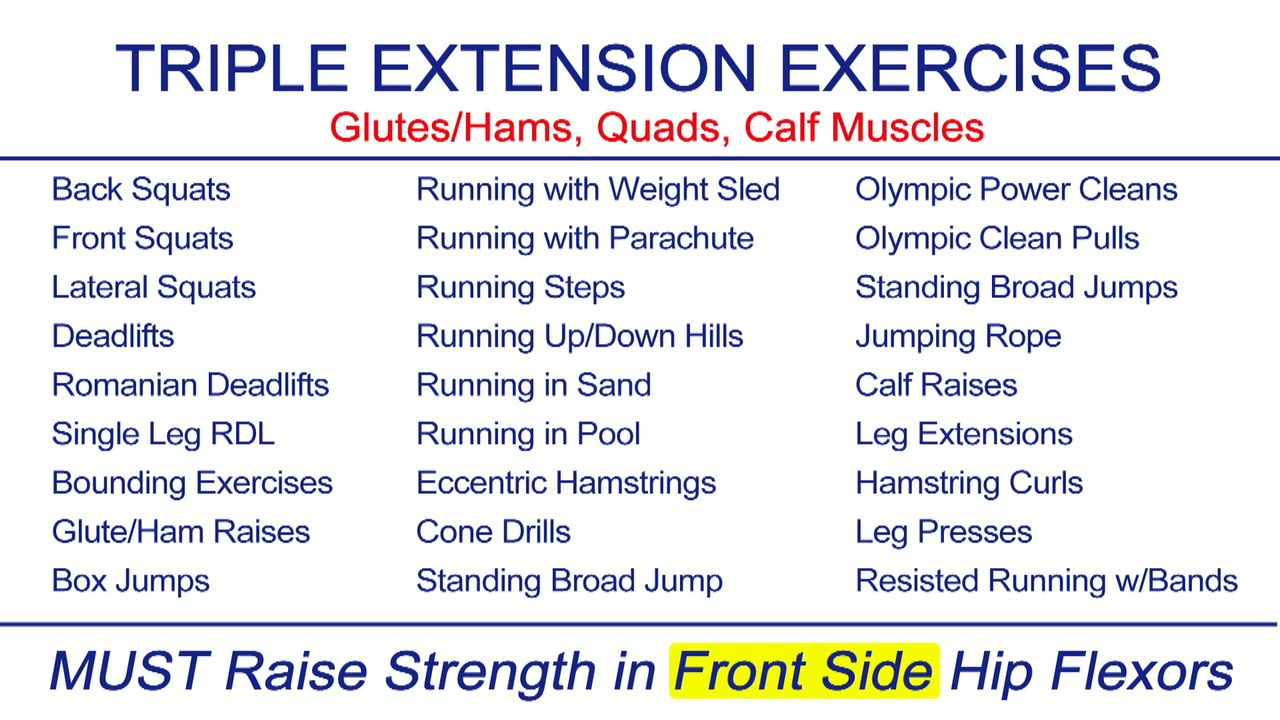 TRIPLE EXTENSION EXERCISES
Glutes/Hams, Quads, Calf Muscles
Back Squats
Front Squats
Lateral Squats
Deadlifts
Romanian Deadlifts
Single Leg RDL
Bounding Exercises
Glute/Ham Raises
Box Jumps
Running with Weight Sled
Running with Parachute
Running Steps
Running Up/Down Hills
Running in Sand
Running in Pool
Eccentric Hamstrings
Cone Drills
Standing Broad Jump
Olympic Power Cleans
Olympic Clean Pulls
Standing Broad Jumps
Jumping Rope
Calf Raises
Leg Extensions
Hamstring Curls
Leg Presses
Resisted Running w/Bands
MUST Raise Strength in Front Side Hip Flexors